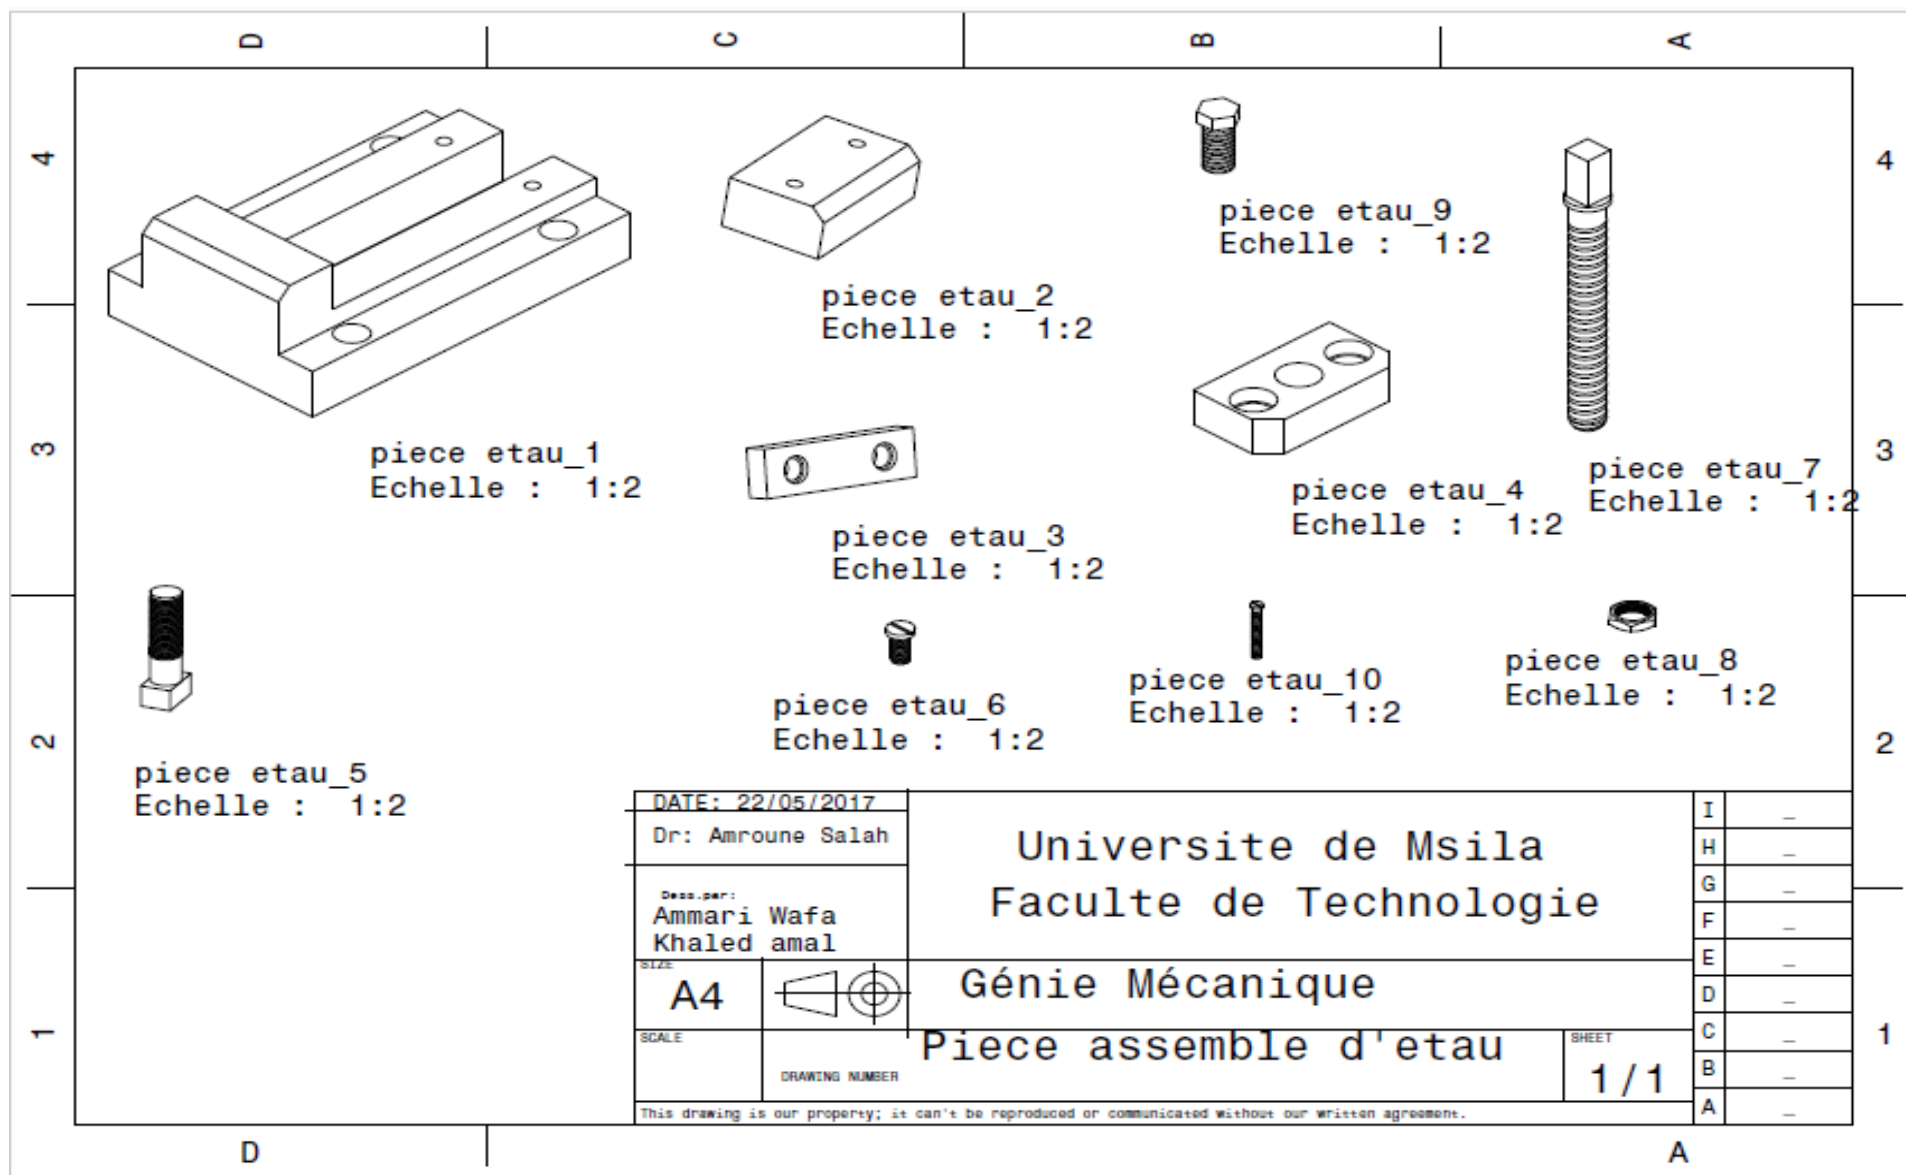 D C B A
4
4
piece etau_9
Echelle :  1:2
piece etau_2
Echelle :  1:2
piece etau_1
Echelle :  1:2
3
3
piece etau_7
Echelle :  1:2
piece etau_4
Echelle :  1:2
piece etau_3
Echelle :  1:2
piece etau_8
Echelle :  1:2
piece etau_10
Echelle :  1:2
piece etau_6
Echelle :  1:2
2
2
piece etau_5
Echelle :  1:2
DATE: 22/05/2017
Dr: Amroune Salah
Dess.par:
Ammari Wafa
Khaled amal
Universite de Msila
Faculte de Technologie
SIZE
A4
Génie Mécanique
SCALE
DRAWING NUMBER
Piece assemble d'etau
SHEET
1/1
This drawing is our property; it can't be reproduced or communicated without our written agreement.
I _
H _
G _
F _
E _
D _
C _
B _
A _
1
1
D A